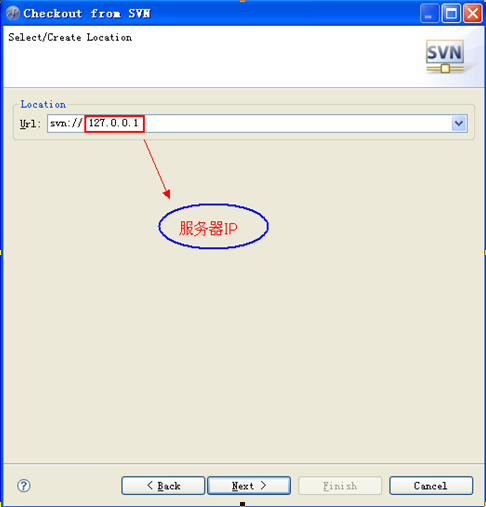 Checkout from SVN
Select/Create Location
SVN
Location
Url: svn://127.0.0.1
服务器IP
?
< Back Next > Finish Cancel